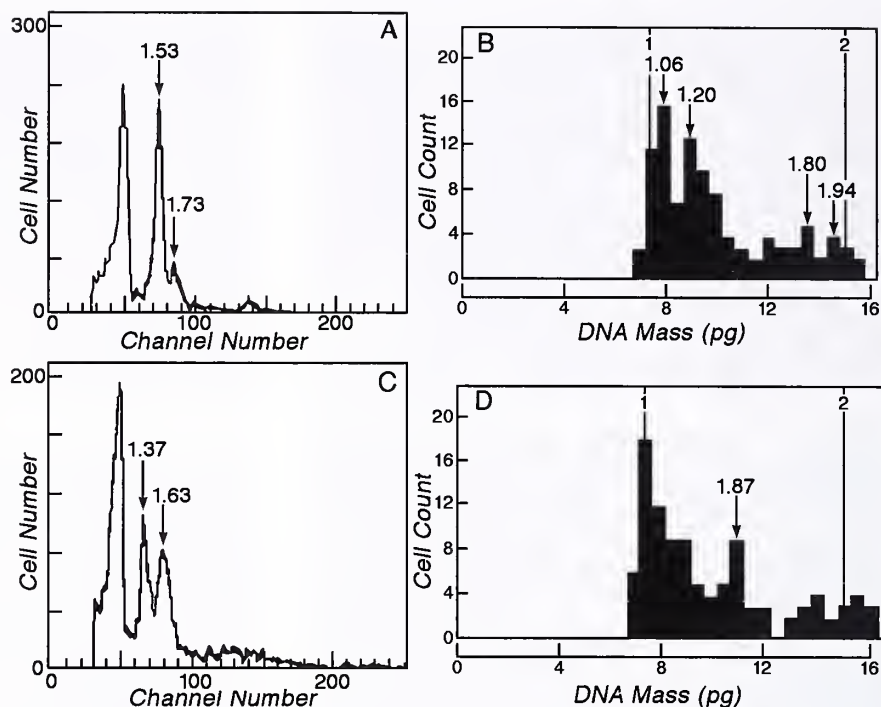 A
300
Cell Number
0
1.53
1.73
0 100 200
Channel Number
B
20
16
12
8
4
0
Cell Count
1
2
1.06
1.20
1.80
1.94
0 4 8 12 16
DNA Mass (pg)
C
200
Cell Number
0
1.37
1.63
0 100 200
Channel Number
D
20
16
12
8
4
0
Cell Count
1
2
1.87
0 4 8 12 16
DNA Mass (pg)